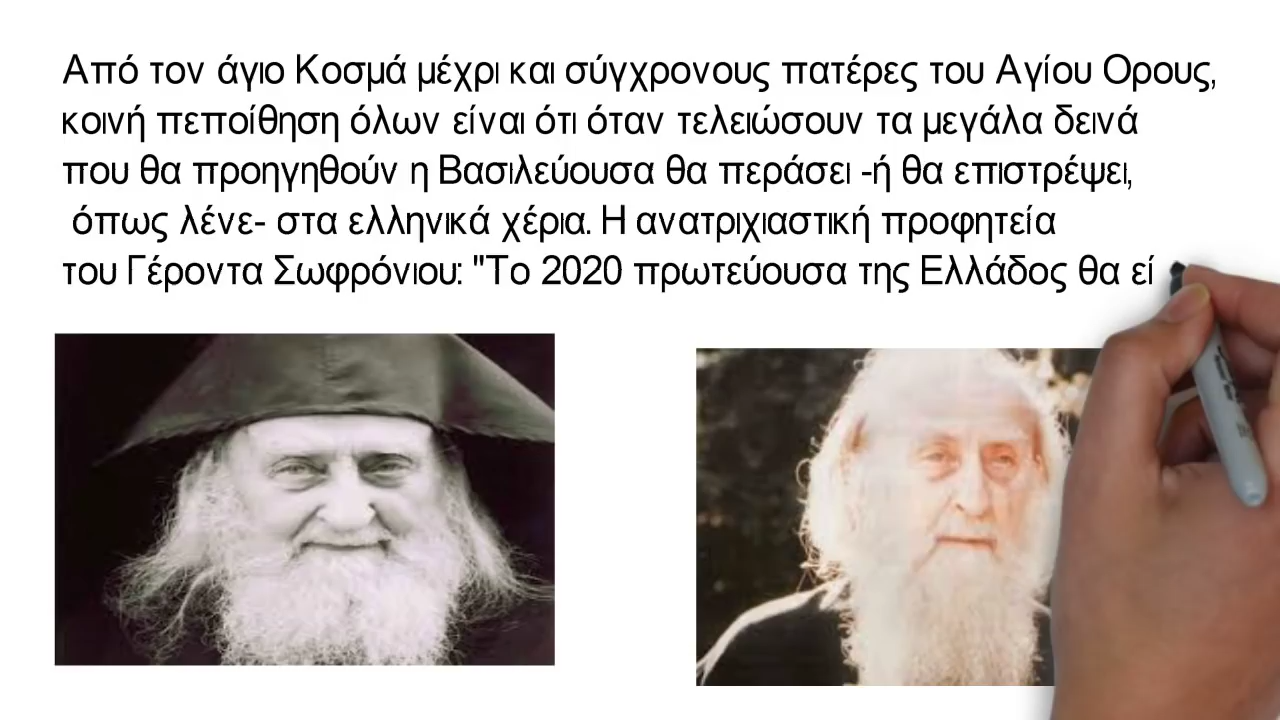 Από τον άγιο Κοσμά μέχρι και σύγχρονους πατέρες του Αγίου Ορους,
κοινή πεποίθηση όλων είναι ότι όταν τελειώσουν τα μεγάλα δεινά
που θα προηγηθούν η Βασιλεύουσα θα περάσει -ή θα επιστρέψει,
όπως λένε- στα ελληνικά χέρια. Η ανατριχιαστική προφητεία
του Γέροντα Σωφρόνιου: "Το 2020 πρωτεύουσα της Ελλάδος θα εί